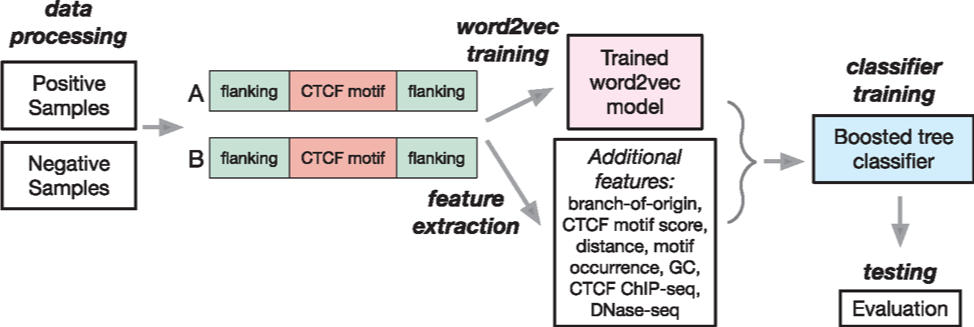 data
processing
Positive
Samples
Negative
Samples
A flanking CTCF motif flanking
B flanking CTCF motif flanking
word2vec
training
feature
extraction
Trained
word2vec
model
Additional
features:
branch-of-origin,
CTCF motif score,
distance, motif
occurrence, GC,
CTCF ChIP-seq,
DNase-seq
classifier
training
Boosted tree
classifier
testing
Evaluation